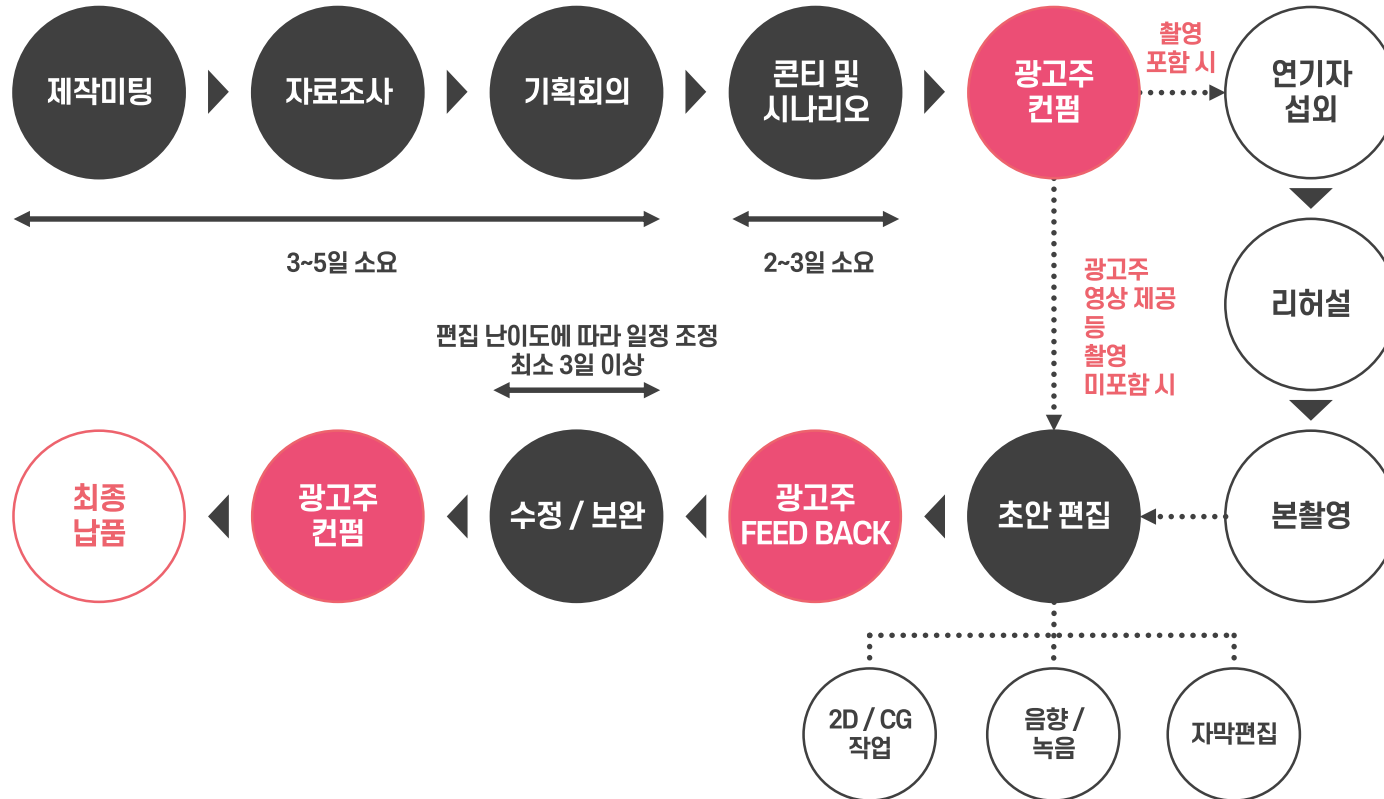 제작미팅
자료조사
기획회의
콘티 및
시나리오
광고주
컨펌
촬영
포함 시
연기자
섭외
3~5일 소요
2~3일 소요
광고주
영상 제공
등
촬영
미포함 시
리허설
편집 난이도에 따라 일정 조정
최소 3일 이상
최종
납품
광고주
컨펌
수정 / 보완
광고주
FEED BACK
초안 편집
본촬영
2D / CG
작업
음향 /
녹음
자막편집